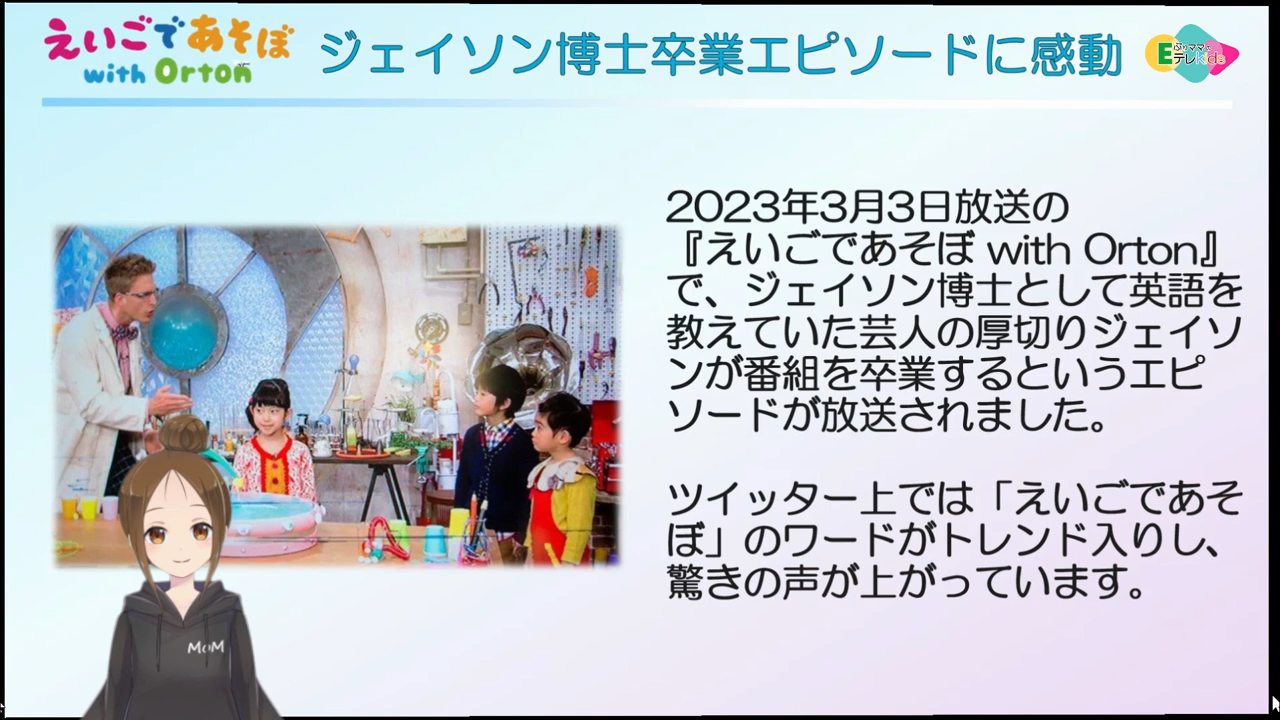 えいごであそぼ
with Orton
ジェイソン博士卒業エピソードに感動
Eテレkids
2023年3月3日放送の
『えいごであそぼ with Orton』
で、ジェイソン博士として英語を
教えていた芸人の厚切りジェイソ
ンが番組を卒業するというエピ
ソードが放送されました。
ツイッター上では「えいごであそ
ぼ」のワードがトレンド入りし、
驚きの声が上がっています。
MoM